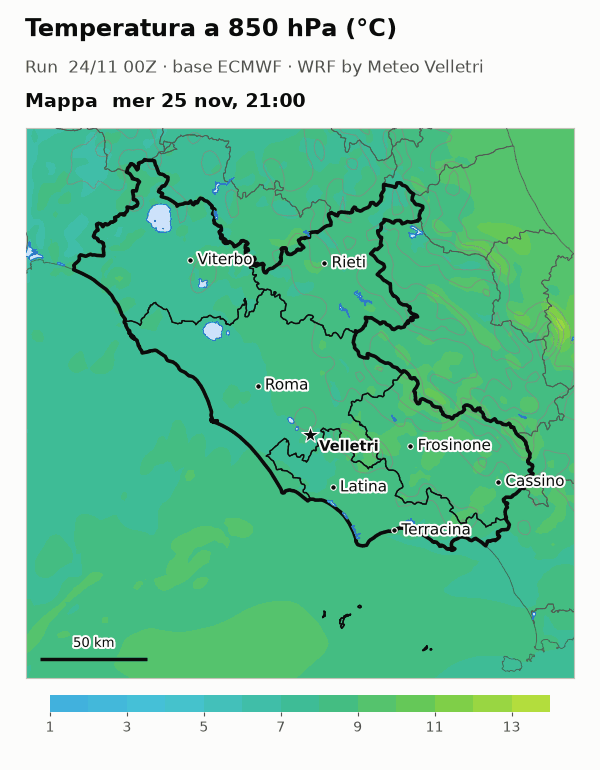 Temperatura a 850 hPa (°C)
Run  24/11 00Z · base ECMWF · WRF by Meteo Velletri
Mappa  mer 25 nov, 21:00
Viterbo
Rieti
Roma
Velletri
Frosinone
Latina
Cassino
Terracina
50 km
1 3 5 7 9 11 13